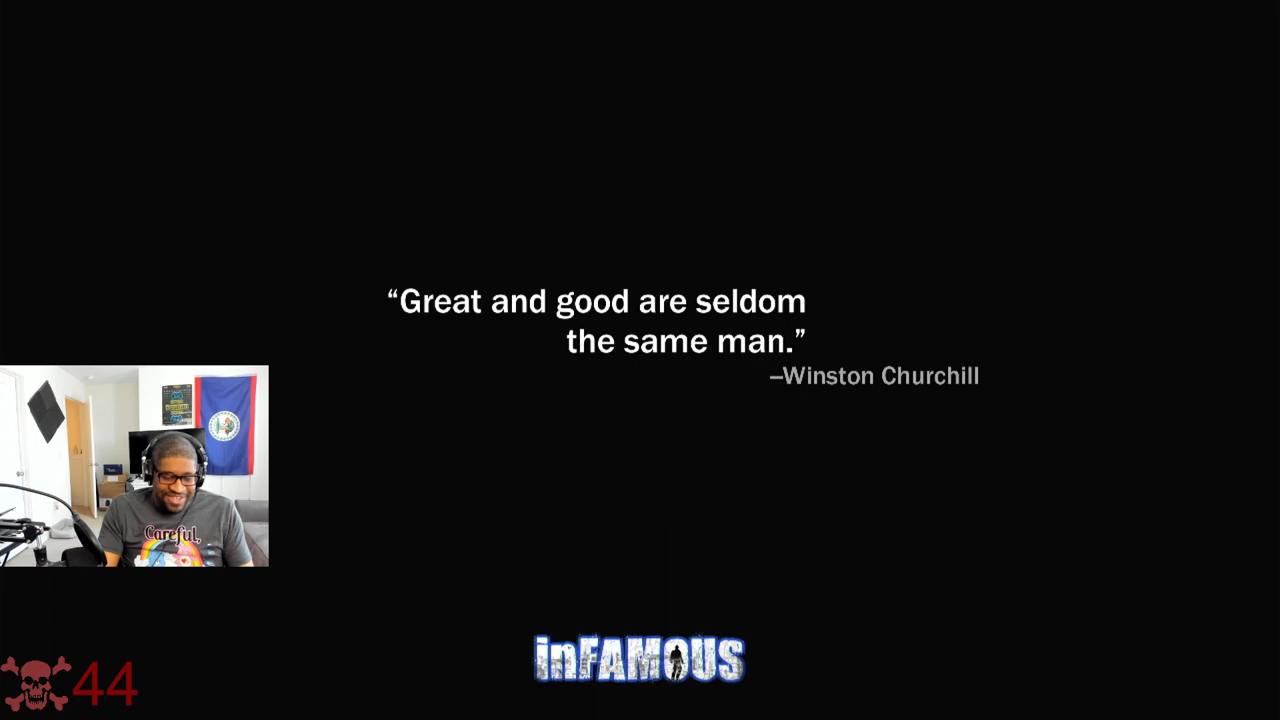 “Great and good are seldom
the same man.”
–Winston Churchill
Careful,
inFAMOUS
44